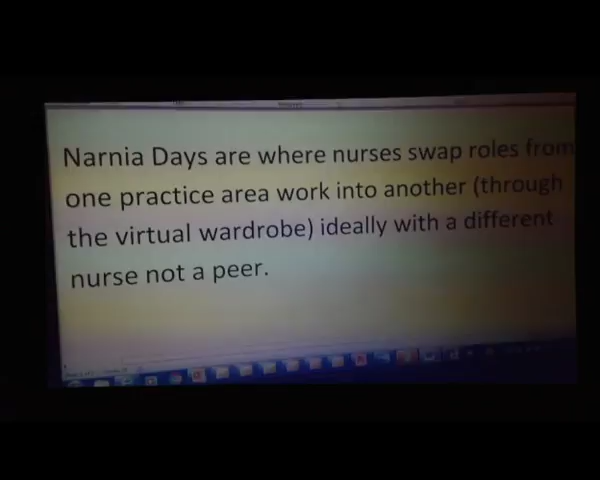 Narnia Days are where nurses swap roles from
one practice area work into another (through
the virtual wardrobe) ideally with a different
nurse not a peer.